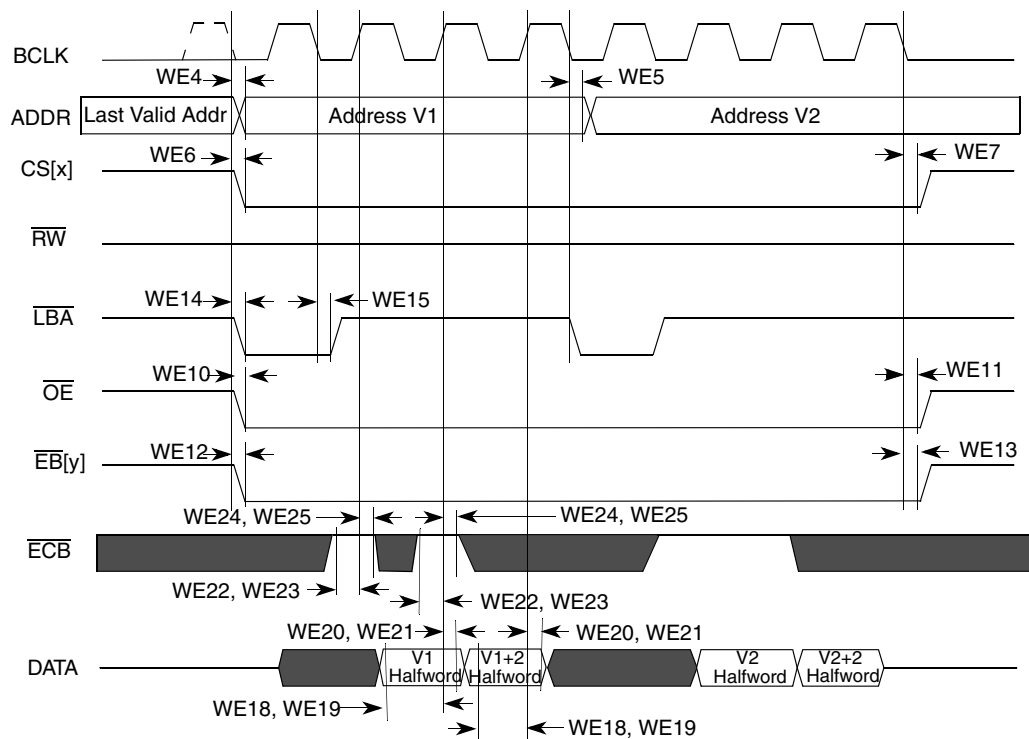 BCLK
WE4
WE5
ADDR
Last Valid Addr
Address V1
Address V2
WE6
WE7
CS[x]
RW
WE14
WE15
LBA
WE10
WE11
OE
WE12
WE13
EB[y]
WE24, WE25
WE24, WE25
ECB
WE22, WE23
WE22, WE23
WE20, WE21
WE20, WE21
DATA
V1
Halfword
V1+2
Halfword
V2
Halfword
V2+2
Halfword
WE18, WE19
WE18, WE19